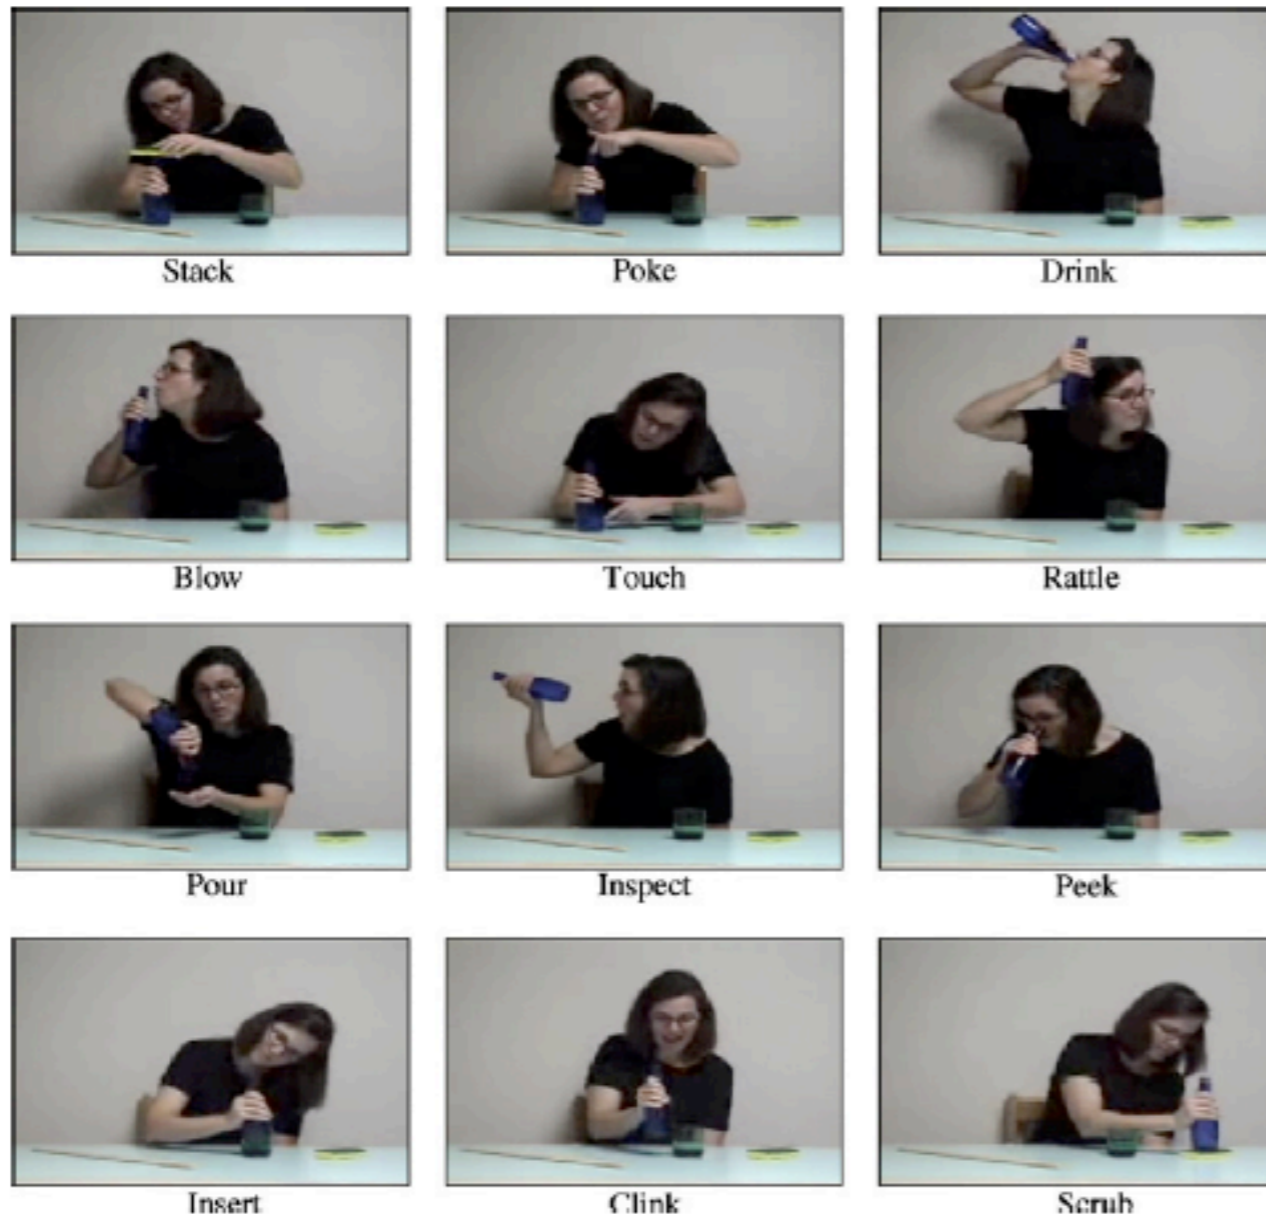 Stack
Poke
Drink
Blow
Touch
Rattle
Pour
Inspect
Peek
Insert
Clink
Scrub